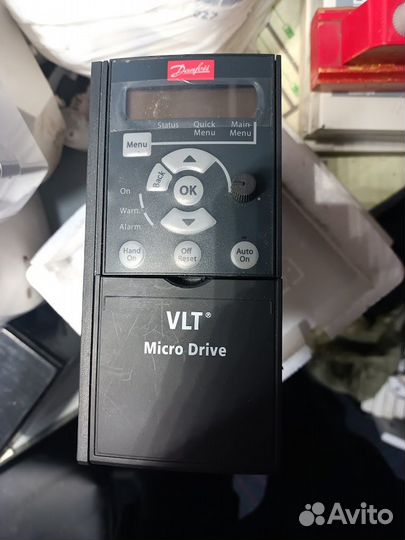 Danfoss
Status Quick Menu Main Menu
Menu
Back
OK
On
Warn.
Alarm
Hand On
Off Reset
Auto On
VLT®
Micro Drive
Avito